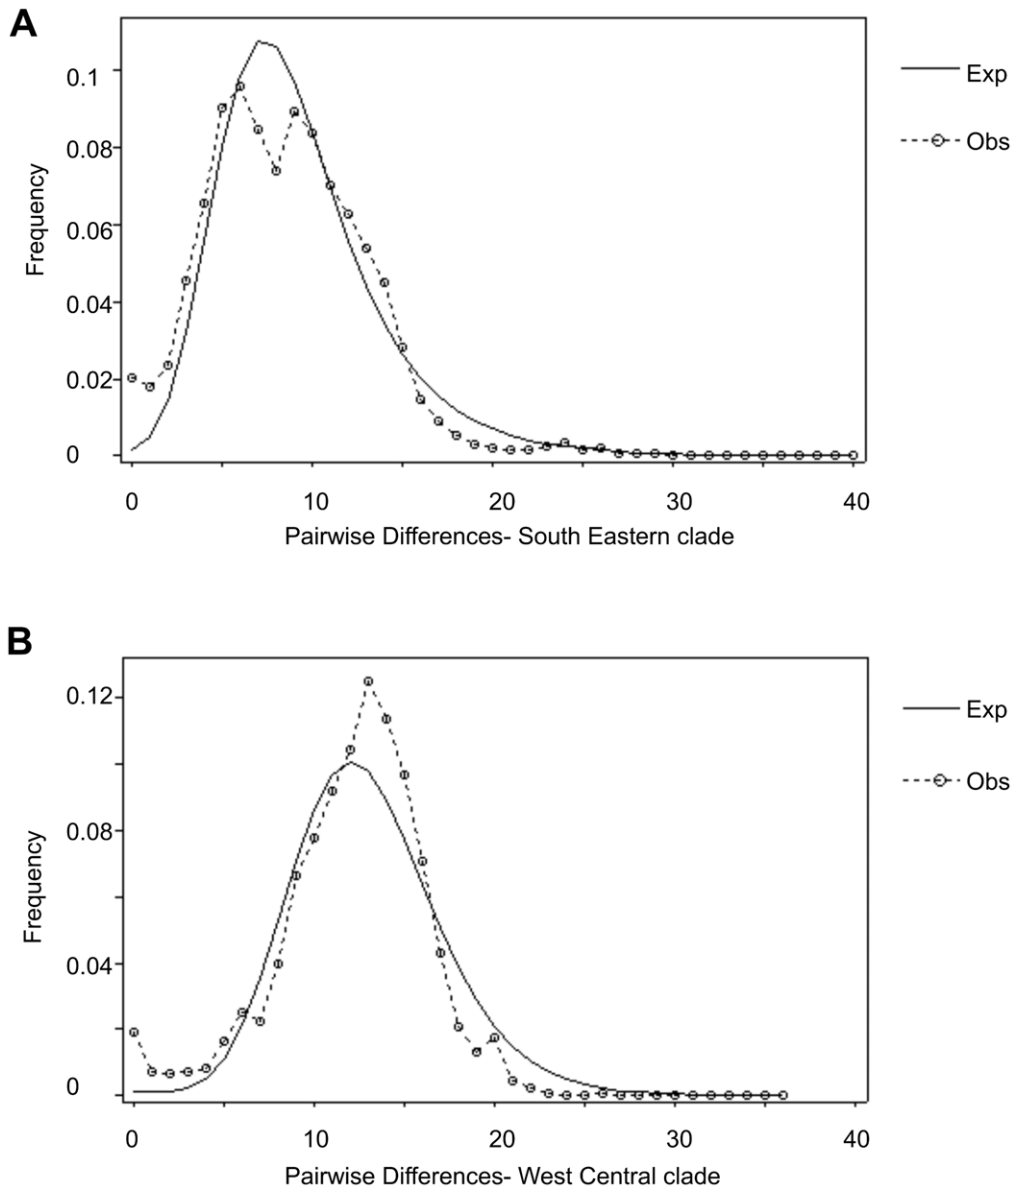 A
Exp
Obs
0.1
0.08
0.06
0.04
0.02
0
Frequency
0 10 20 30 40
Pairwise Differences- South Eastern clade
B
Exp
Obs
0.12
0.08
0.04
0
Frequency
0 10 20 30 40
Pairwise Differences- West Central clade